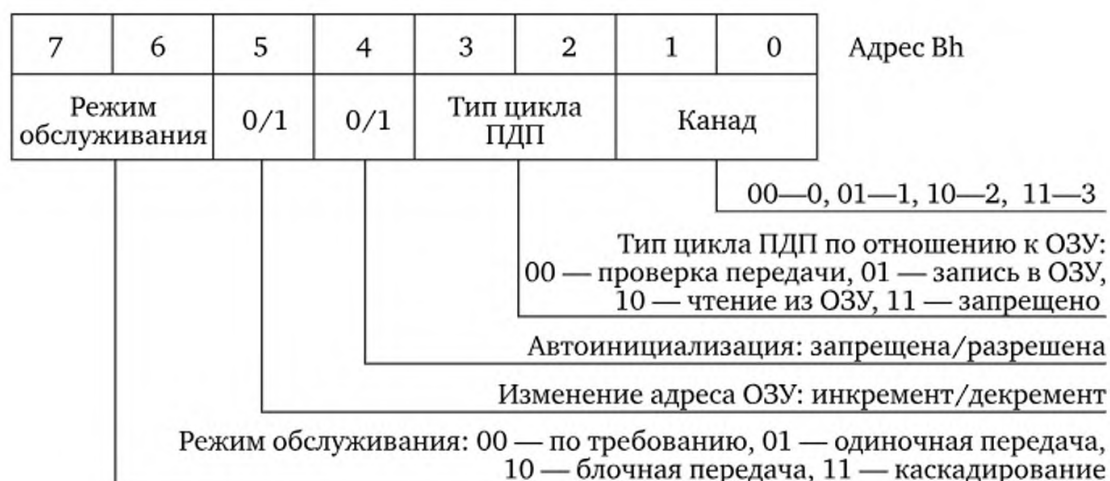 7 6 5 4 3 2 1 0 Адрес Bh
Режим обслуживания 0/1 0/1 Тип цикла ПДП Канад
00—0, 01—1, 10—2, 11—3
Тип цикла ПДП по отношению к ОЗУ:
00 — проверка передачи, 01 — запись в ОЗУ,
10 — чтение из ОЗУ, 11 — запрещено
Автоинициализация: запрещена/разрешена
Изменение адреса ОЗУ: инкремент/декремент
Режим обслуживания: 00 — по требованию, 01 — одиночная передача,
10 — блочная передача, 11 — каскадирование